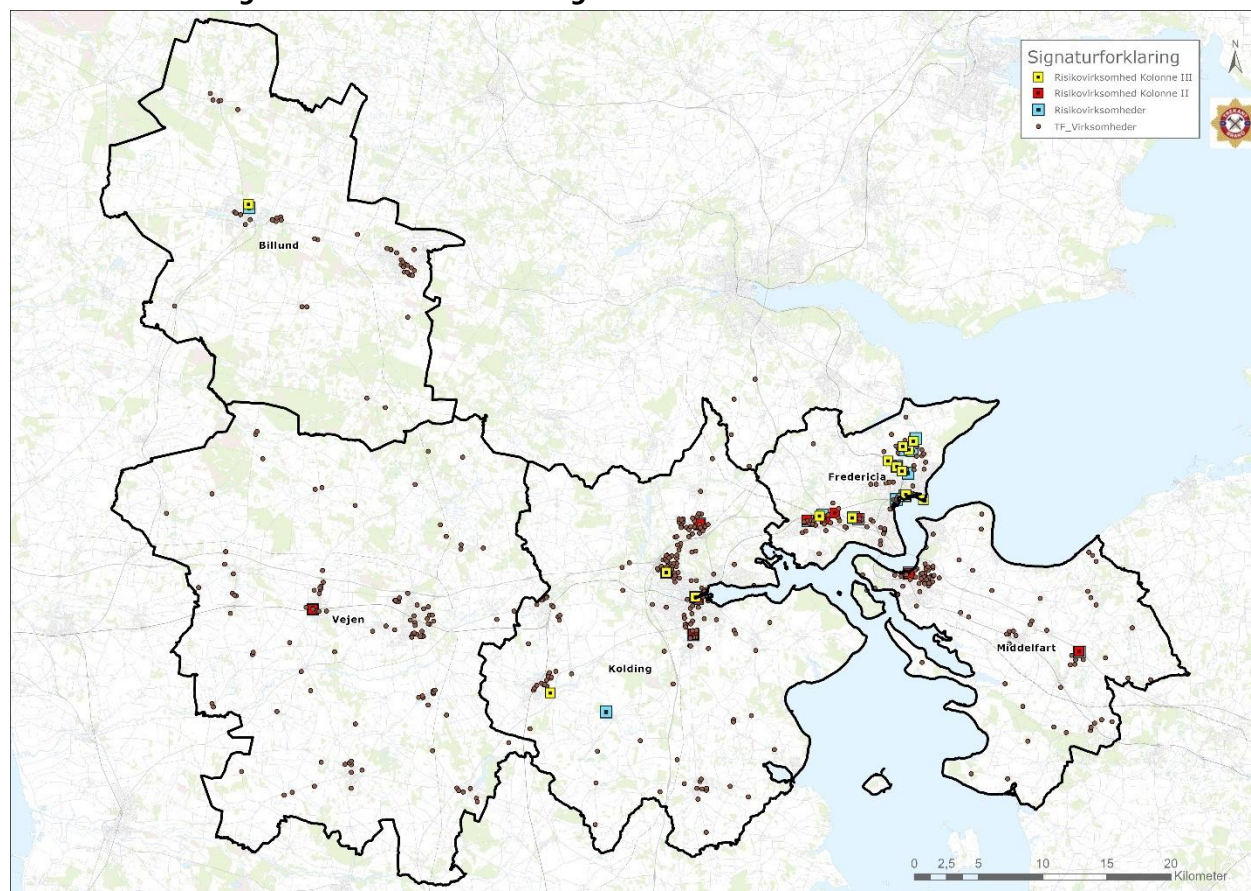 N
Signaturforklaring
Risikovirksomhed Kolonne III
Risikovirksomhed Kolonne II
Risikovirksomheder
TF_Virksomheder
Billund
Fredericia
Vejen
Kolding
Middelfart
0 2,5 5 10 15 20
Kilometer